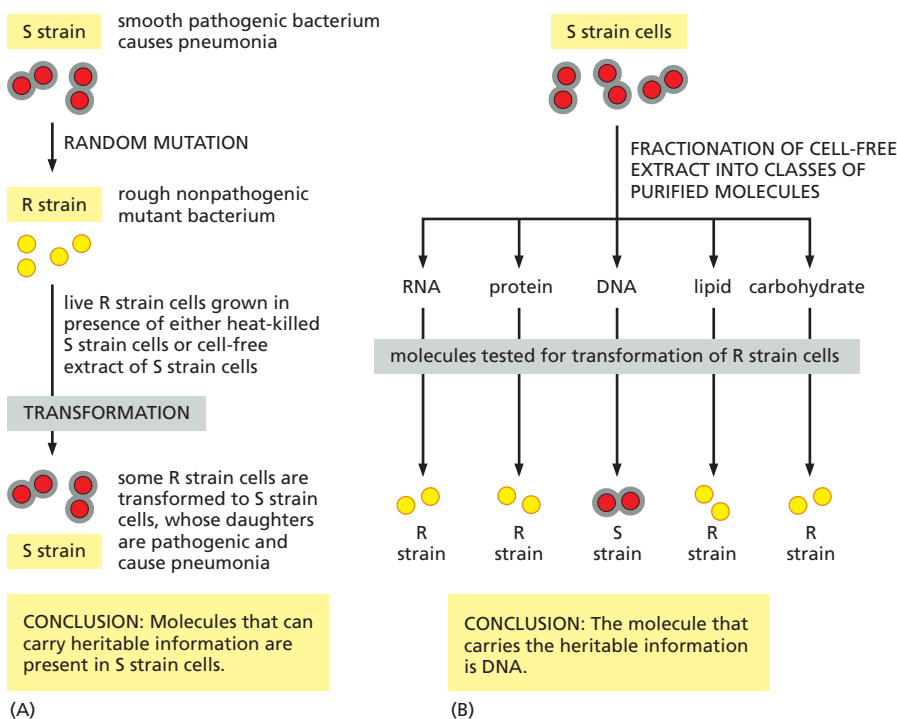 S strain
smooth pathogenic bacterium
causes pneumonia
RANDOM MUTATION
R strain
rough nonpathogenic
mutant bacterium
live R strain cells grown in
presence of either heat-killed
S strain cells or cell-free
extract of S strain cells
TRANSFORMATION
some R strain cells are
transformed to S strain
cells, whose daughters
are pathogenic and
cause pneumonia
S strain
CONCLUSION: Molecules that can
carry heritable information are
present in S strain cells.
(A)
S strain cells
FRACTIONATION OF CELL-FREE
EXTRACT INTO CLASSES OF
PURIFIED MOLECULES
RNA protein DNA lipid carbohydrate
molecules tested for transformation of R strain cells
R R S R R
strain strain strain strain strain
CONCLUSION: The molecule that
carries the heritable information
is DNA.
(B)